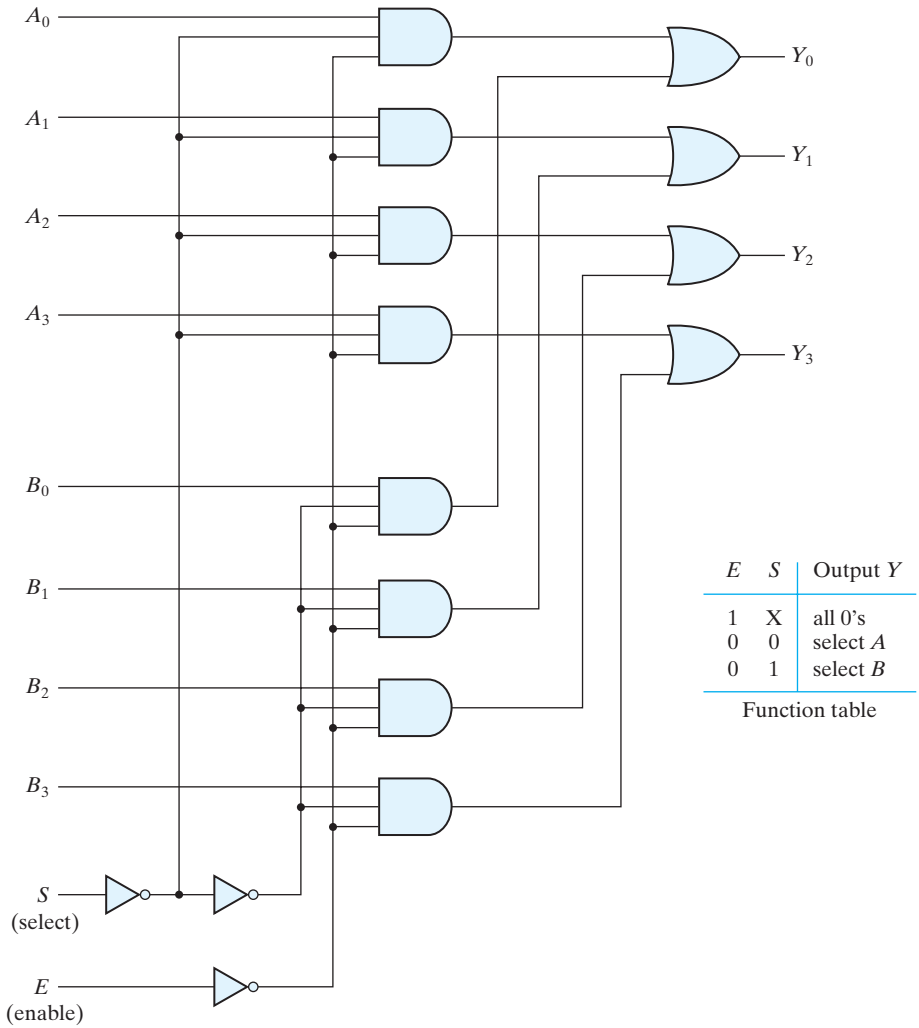 A₀
Y₀
A₁
Y₁
A₂
Y₂
A₃
Y₃
B₀
B₁
B₂
B₃
E S Output Y
1 X all 0's
0 0 select A
0 1 select B
Function table
S
(select)
E
(enable)